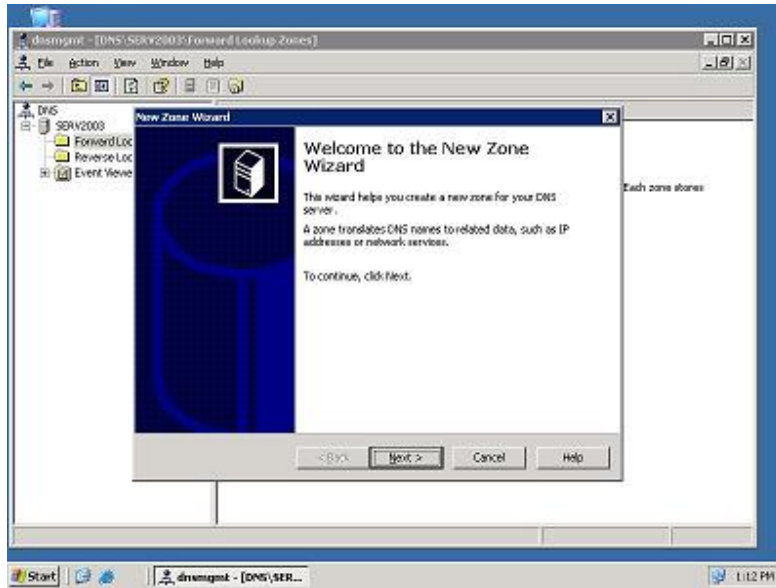 dnsmgmt - [DNS\SERV2003\Forward Lookup Zones]
File Action View Window Help
DNS
SERV2003
Forward Loc
Reverse Loc
Event Viewe
New Zone Wizard
Welcome to the New Zone
Wizard
This wizard helps you create a new zone for your DNS
server.
A zone translates DNS names to related data, such as IP
addresses or network services.
To continue, click Next.
Each zone stores
< Back
Next >
Cancel
Help
Start
dnsmgmt - [DNS\SER...
1:12 PM